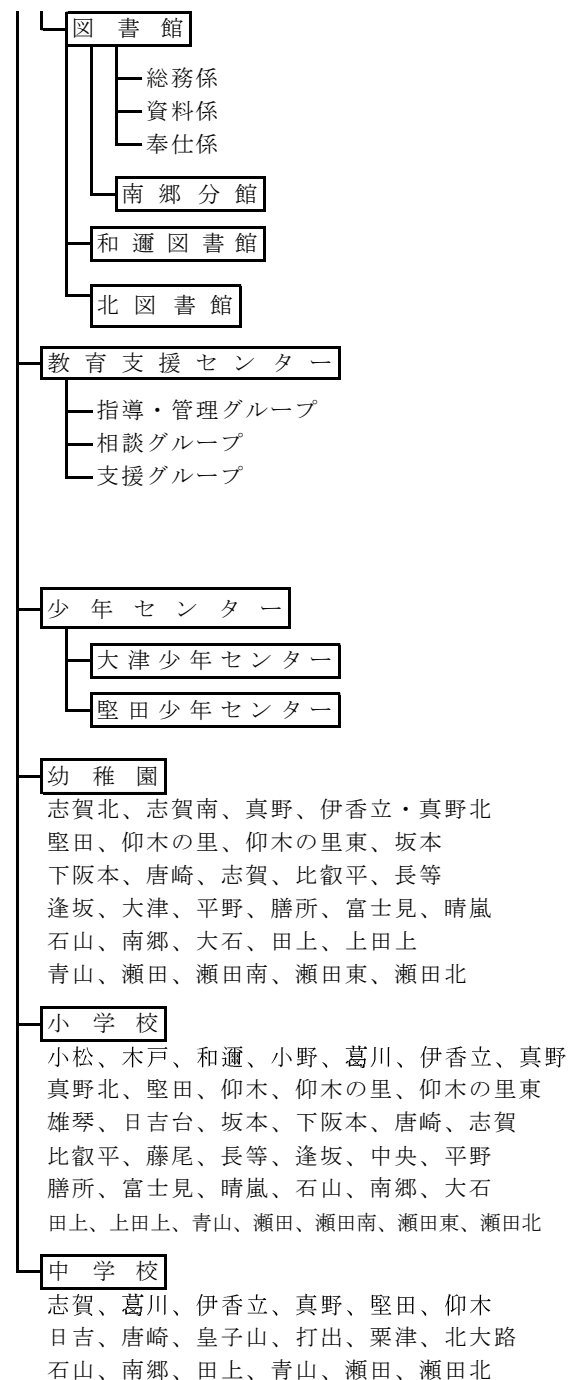 図書館
総務係
資料係
奉仕係
南郷分館
和邇図書館
北図書館
教育支援センター
指導・管理グループ
相談グループ
支援グループ
少年センター
大津少年センター
堅田少年センター
幼稚園
志賀北、志賀南、真野、伊香立・真野北
堅田、仰木の里、仰木の里東、坂本
下阪本、唐崎、志賀、比叡平、長等
逢坂、大津、平野、膳所、富士見、晴嵐
石山、南郷、大石、田上、上田上
青山、瀬田、瀬田南、瀬田東、瀬田北
小学校
小松、木戸、和邇、小野、葛川、伊香立、真野
真野北、堅田、仰木、仰木の里、仰木の里東
雄琴、日吉台、坂本、下阪本、唐崎、志賀
比叡平、藤尾、長等、逢坂、中央、平野
膳所、富士見、晴嵐、石山、南郷、大石
田上、上田上、青山、瀬田、瀬田南、瀬田東、瀬田北
中学校
志賀、葛川、伊香立、真野、堅田、仰木
日吉、唐崎、皇子山、打出、粟津、北大路
石山、南郷、田上、青山、瀬田、瀬田北